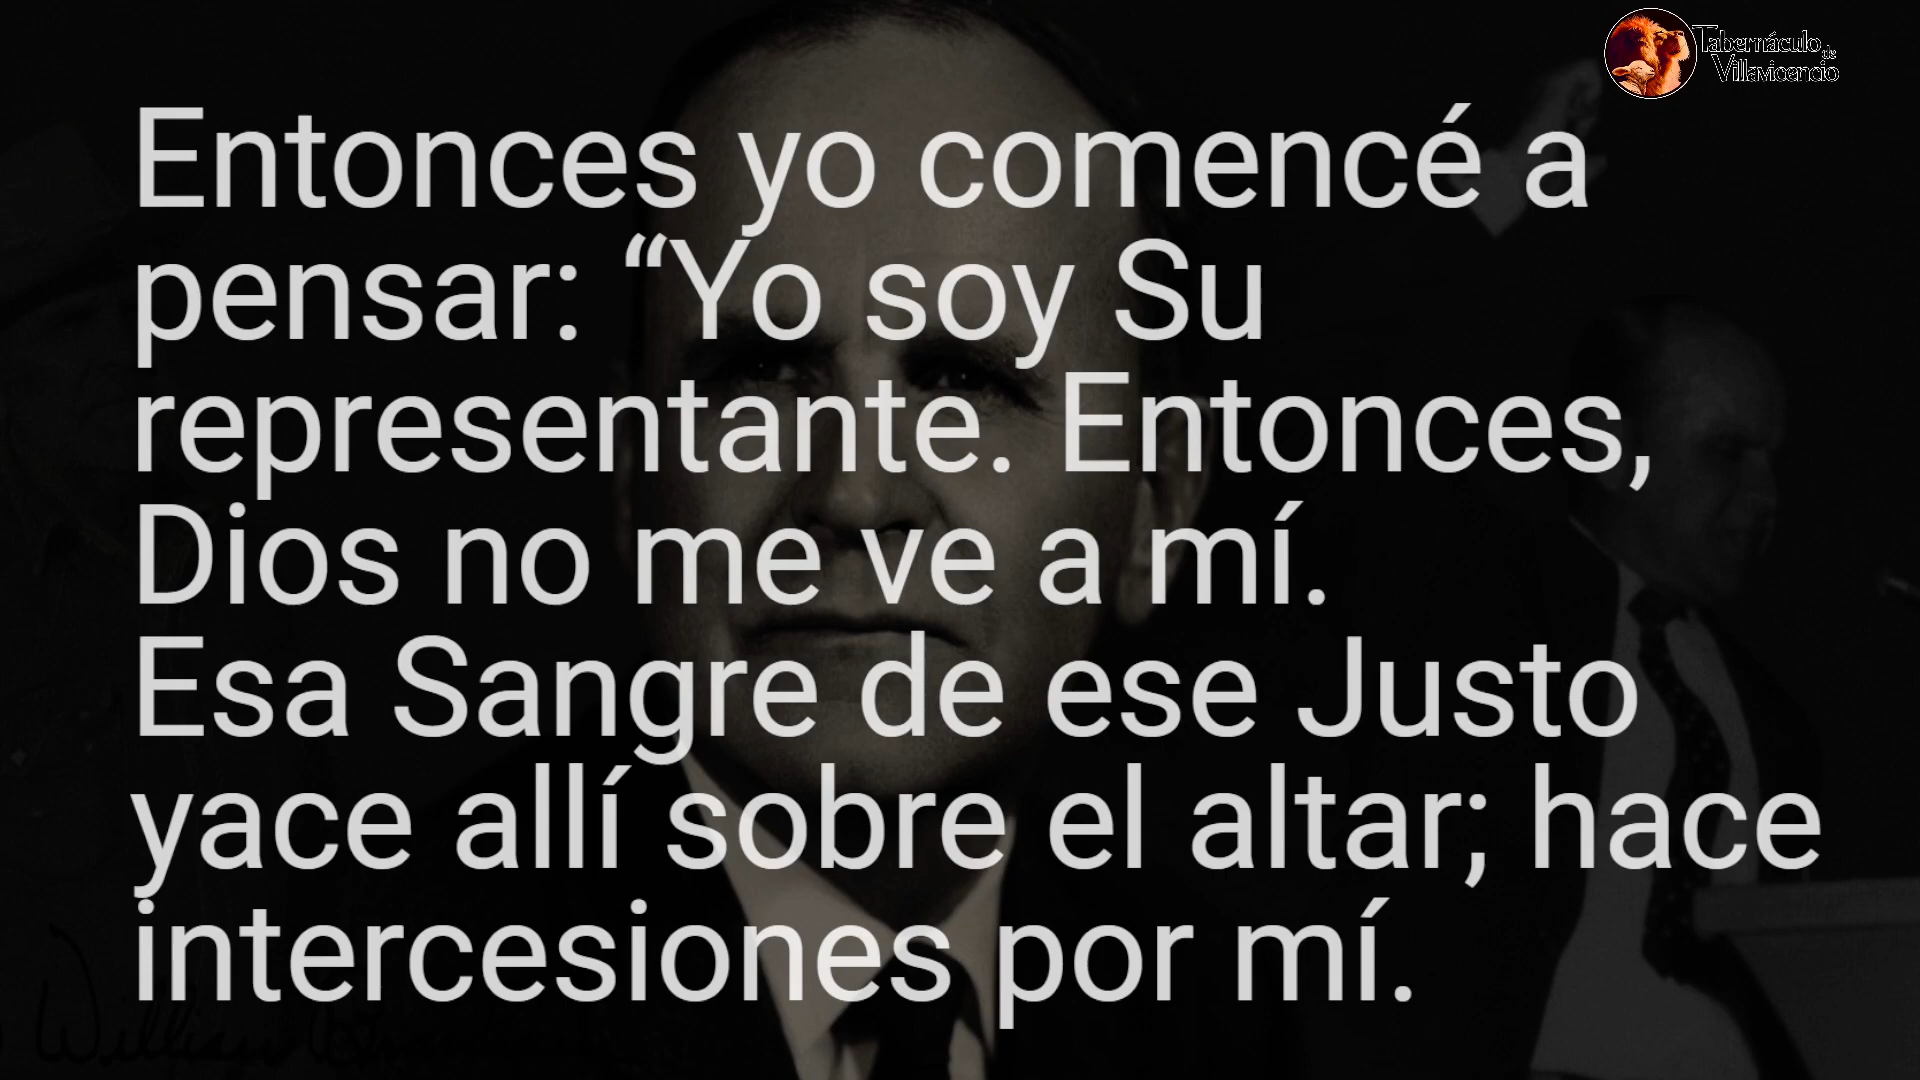 Tabernáculo
de
Villavicencio
Entonces yo comencé a
pensar: “Yo soy Su
representante. Entonces,
Dios no me ve a mí.
Esa Sangre de ese Justo
yace allí sobre el altar; hace
intercesiones por mí.
William